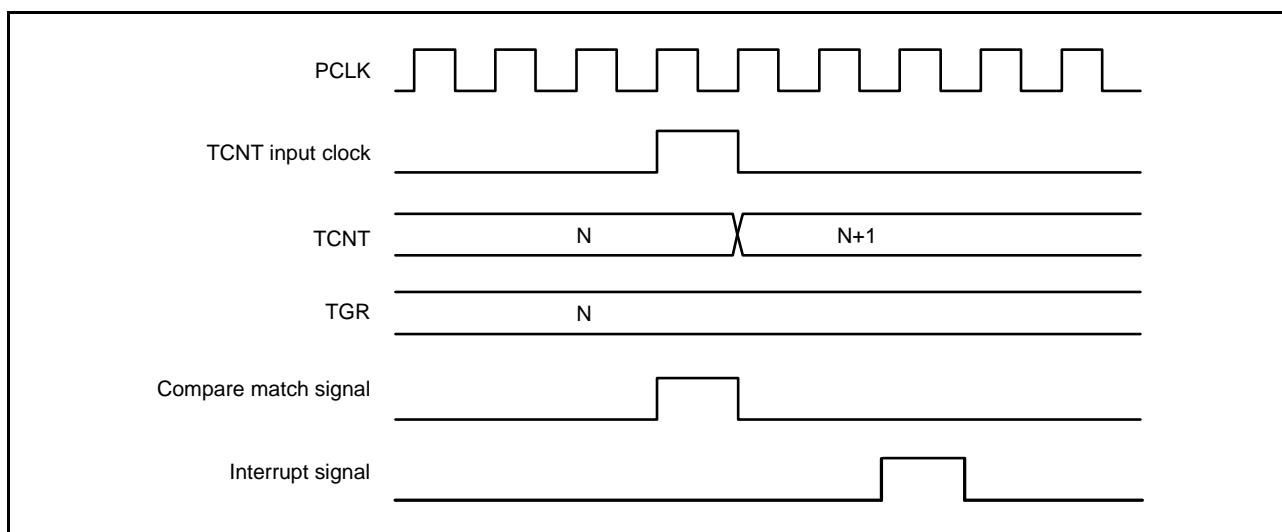 PCLK
TCNT input clock
TCNT
N
N+1
TGR
N
Compare match signal
Interrupt signal